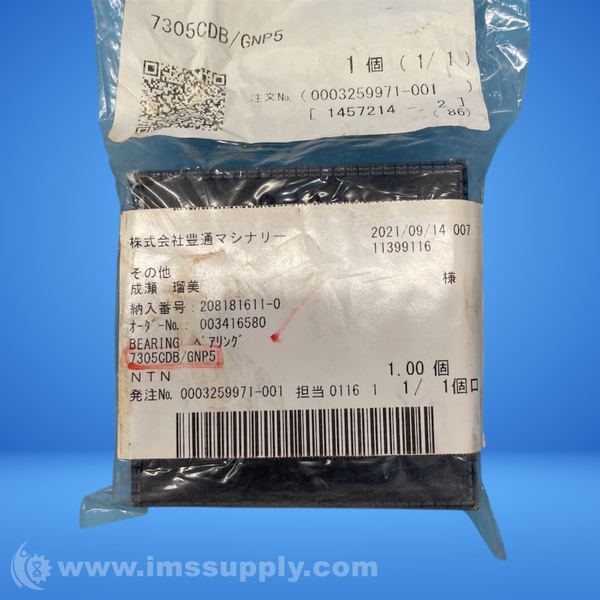 7305CDB/GNP5
1個 (1/1)
注文No. (0003259971-001)
[ 1457214 - 2 ]
( 86)
株式会社豊通マシナリー
2021/09/14 007
11399116
その他
成瀬 瑠美 様
納入番号:208181611-0
ｵｰﾀﾞｰNo.: 003416580
BEARING ﾍﾞｱﾘﾝｸﾞ
7305CDB/GNP5
1.00 個
NTN
発注No. 0003259971-001 担当 0116 1 1/ 1個口
www.imssupply.com